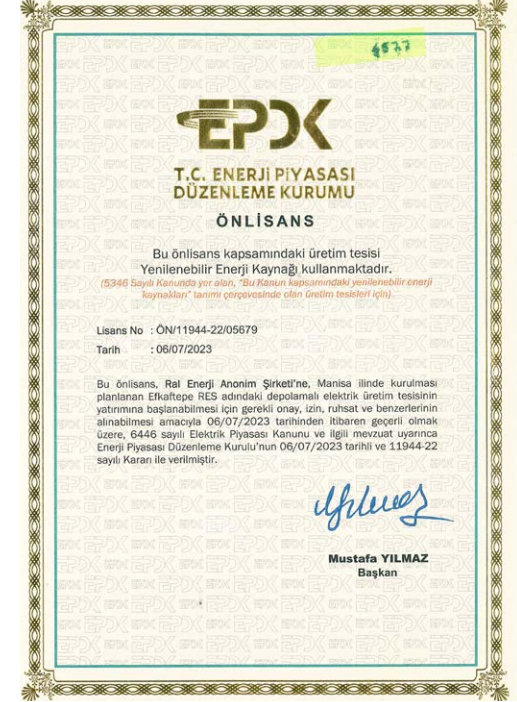 4577
EPDK
T.C. ENERJİ PİYASASI
DÜZENLEME KURUMU
ÖNLİSANS
Bu önlisans kapsamındaki üretim tesisi
Yenilenebilir Enerji Kaynağı kullanmaktadır.
(5346 Sayılı Kanunda yer alan, "Bu Kanun kapsamındaki yenilenebilir enerji
kaynakları" tanımı çerçevesinde olan üretim tesisleri için)
Lisans No : ÖN/11944-22/05679
Tarih : 06/07/2023
Bu önlisans, Ral Enerji Anonim Şirketi'ne, Manisa ilinde kurulması
planlanan Efkaftepe RES adındaki depolamalı elektrik üretim tesisinin
yatırımına başlanabilmesi için gerekli onay, izin, ruhsat ve benzerlerinin
alınabilmesi amacıyla 06/07/2023 tarihinden itibaren geçerli olmak
üzere, 6446 sayılı Elektrik Piyasası Kanunu ve ilgili mevzuat uyarınca
Enerji Piyasası Düzenleme Kurulu'nun 06/07/2023 tarihli ve 11944-22
sayılı Kararı ile verilmiştir.
Mustafa YILMAZ
Başkan